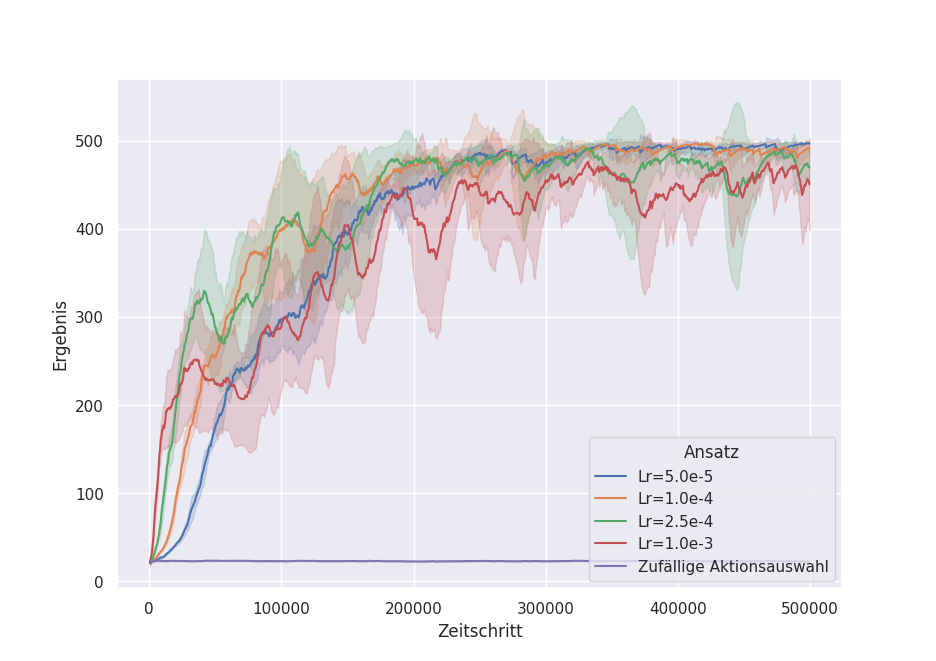 500
400
300
200
100
0
Ergebnis
0 100000 200000 300000 400000 500000
Zeitschritt
Ansatz
Lr=5.0e-5
Lr=1.0e-4
Lr=2.5e-4
Lr=1.0e-3
Zufällige Aktionsauswahl